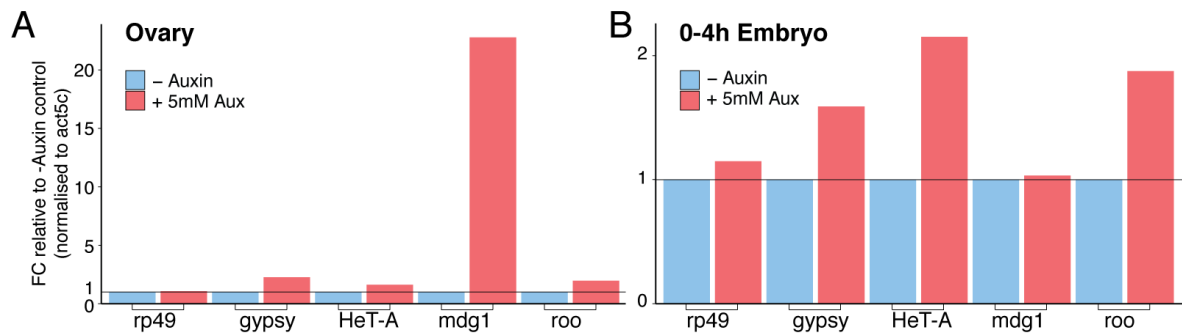 A
Ovary
– Auxin
+ 5mM Aux
FC relative to -Auxin control
(normalised to act5c)
20
15
10
5
1
0
rp49 gypsy HeT-A mdg1 roo
B
0-4h Embryo
– Auxin
+ 5mM Aux
2
1
0
rp49 gypsy HeT-A mdg1 roo